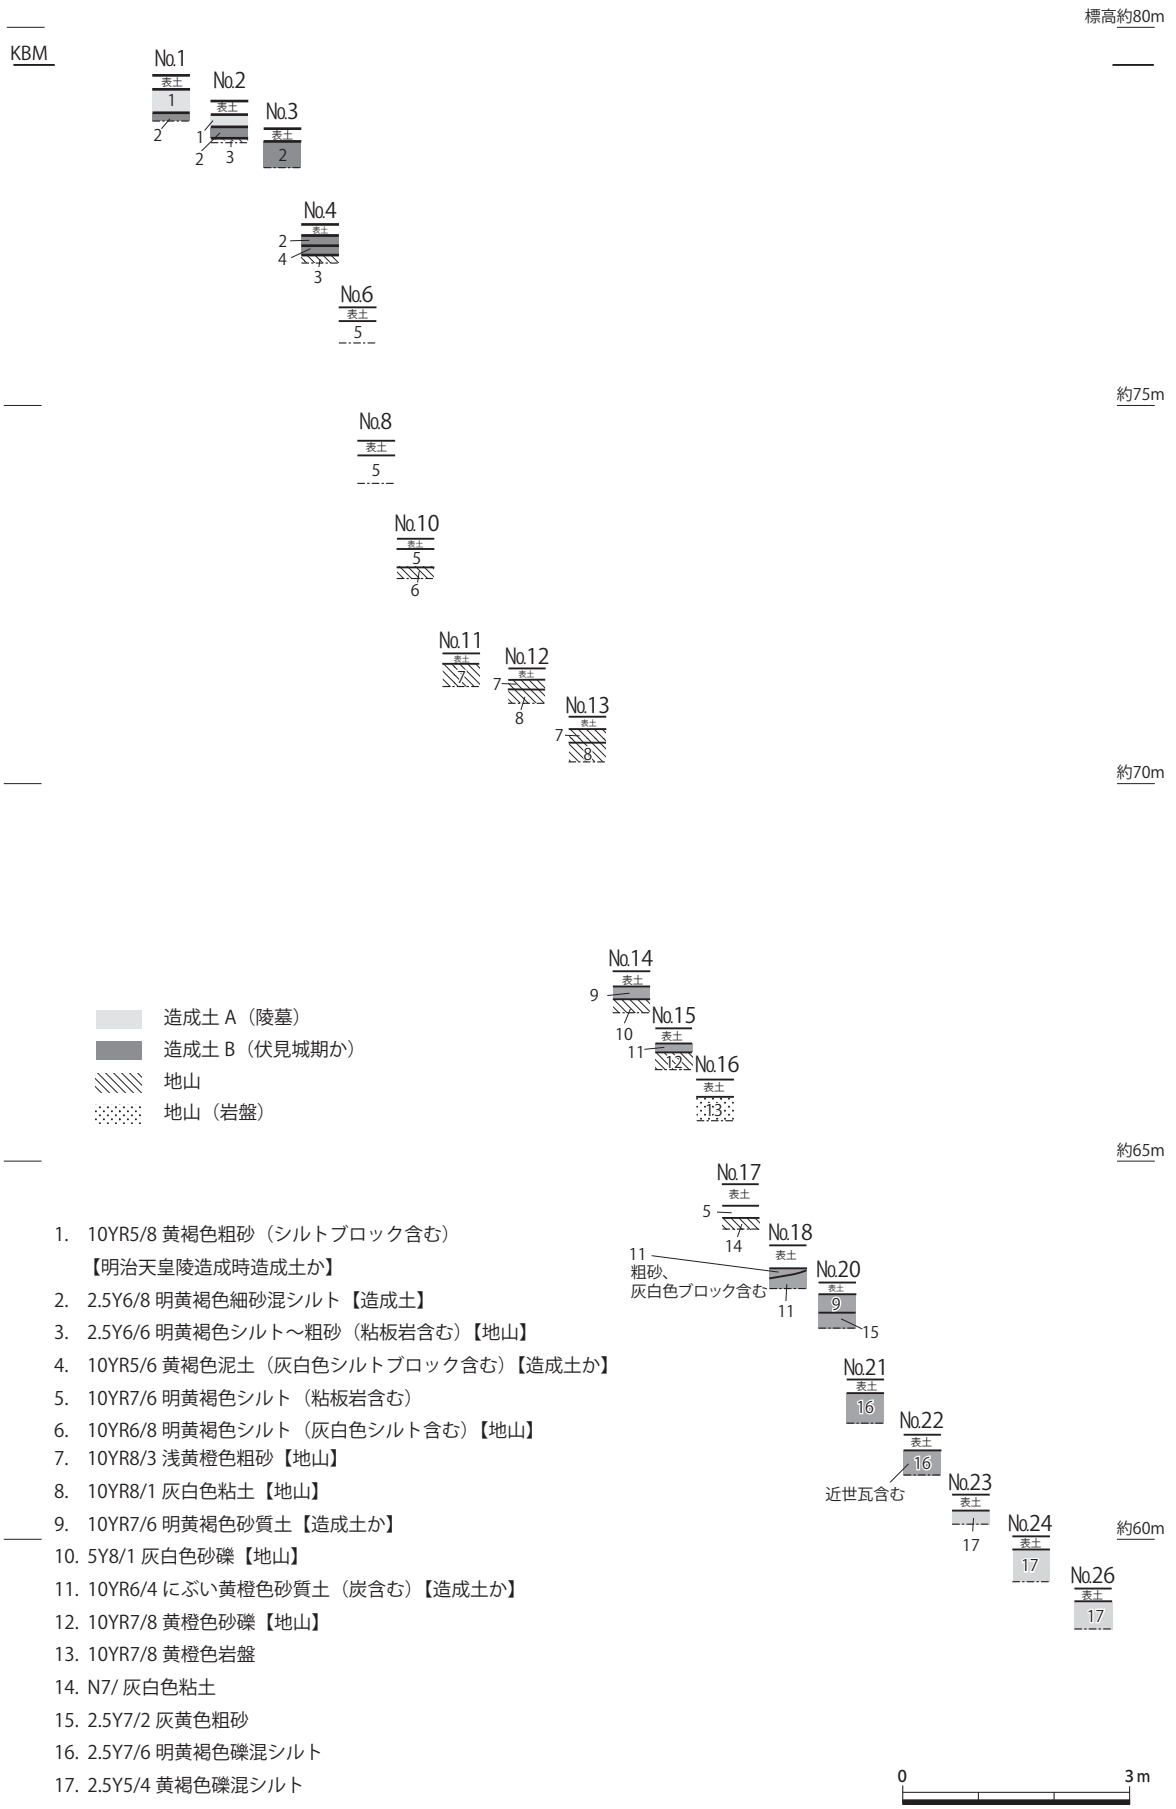 標高約80m
KBM
No.1
表土
1
2
No.2
表土
1
2
3
No.3
表土
2
No.4
表土
2
4
3
No.6
表土
5
約75m
No.8
表土
5
No.10
表土
5
6
No.11
表土
7
No.12
表土
7
8
No.13
表土
7
8
約70m
No.14
表土
9
10
No.15
表土
11
12
No.16
表土
13
造成土 A（陵墓）
造成土 B（伏見城期か）
地山
地山（岩盤）
約65m
No.17
表土
5
14
No.18
表土
11
粗砂、
灰白色ブロック含む
11
No.20
表土
9
15
No.21
表土
16
No.22
表土
16
近世瓦含む
No.23
表土
17
No.24
表土
17
約60m
No.26
表土
17
1. 10YR5/8 黄褐色粗砂（シルトブロック含む）
【明治天皇陵造成時造成土か】
2. 2.5Y6/8 明黄褐色細砂混シルト【造成土】
3. 2.5Y6/6 明黄褐色シルト～粗砂（粘板岩含む）【地山】
4. 10YR5/6 黄褐色泥土（灰白色シルトブロック含む）【造成土か】
5. 10YR7/6 明黄褐色シルト（粘板岩含む）
6. 10YR6/8 明黄褐色シルト（灰白色シルト含む）【地山】
7. 10YR8/3 浅黄橙色粗砂【地山】
8. 10YR8/1 灰白色粘土【地山】
9. 10YR7/6 明黄褐色砂質土【造成土か】
10. 5Y8/1 灰白色砂礫【地山】
11. 10YR6/4 にぶい黄橙色砂質土（炭含む）【造成土か】
12. 10YR7/8 黄橙色砂礫【地山】
13. 10YR7/8 黄橙色岩盤
14. N7/ 灰白色粘土
15. 2.5Y7/2 灰黄色粗砂
16. 2.5Y7/6 明黄褐色礫混シルト
17. 2.5Y5/4 黄褐色礫混シルト
0 3 m